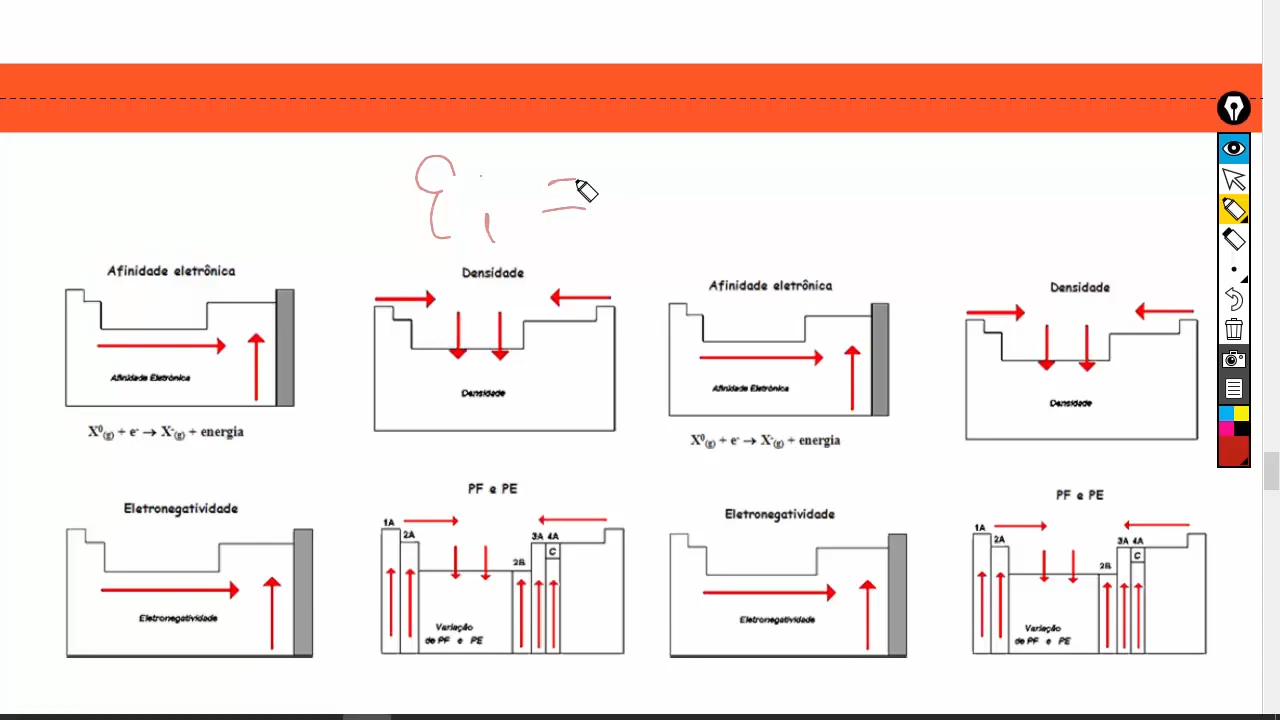 Ei =
Afinidade eletrônica
Afinidade Eletrônica
X⁰(g) + e⁻ → X⁻(g) + energia
Densidade
Densidade
Afinidade eletrônica
Afinidade Eletrônica
X⁰(g) + e⁻ → X⁻(g) + energia
Densidade
Densidade
Eletronegatividade
Eletronegatividade
PF e PE
1A
2A
2B
3A 4A
C
Variação
de PF e PE
Eletronegatividade
Eletronegatividade
PF e PE
1A
2A
2B
3A 4A
C
Variação
de PF e PE